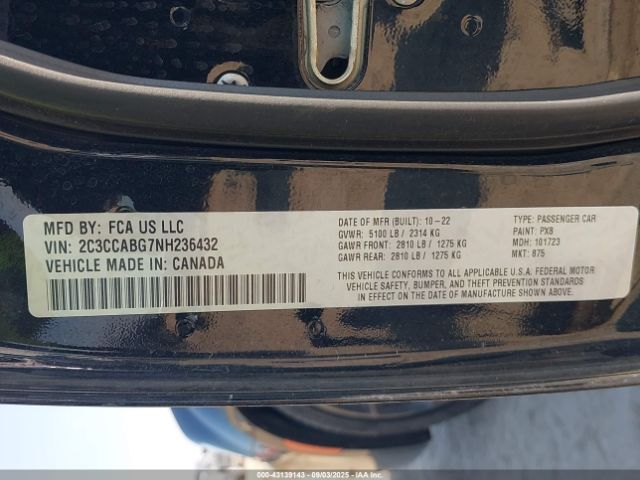 MFD BY: FCA US LLC
VIN: 2C3CCABG7NH236432
VEHICLE MADE IN: CANADA
DATE OF MFR (BUILT): 10-22
GVWR: 5100 LB / 2314 KG
GAWR FRONT: 2810 LB / 1275 KG
GAWR REAR: 2810 LB / 1275 KG
TYPE: PASSENGER CAR
PAINT: PX8
MDH: 101723
MKT: 875
THIS VEHICLE CONFORMS TO ALL APPLICABLE U.S.A. FEDERAL MOTOR
VEHICLE SAFETY, BUMPER, AND THEFT PREVENTION STANDARDS
IN EFFECT ON THE DATE OF MANUFACTURE SHOWN ABOVE.
000-43139143 - 09/03/2025 - IAA Inc.